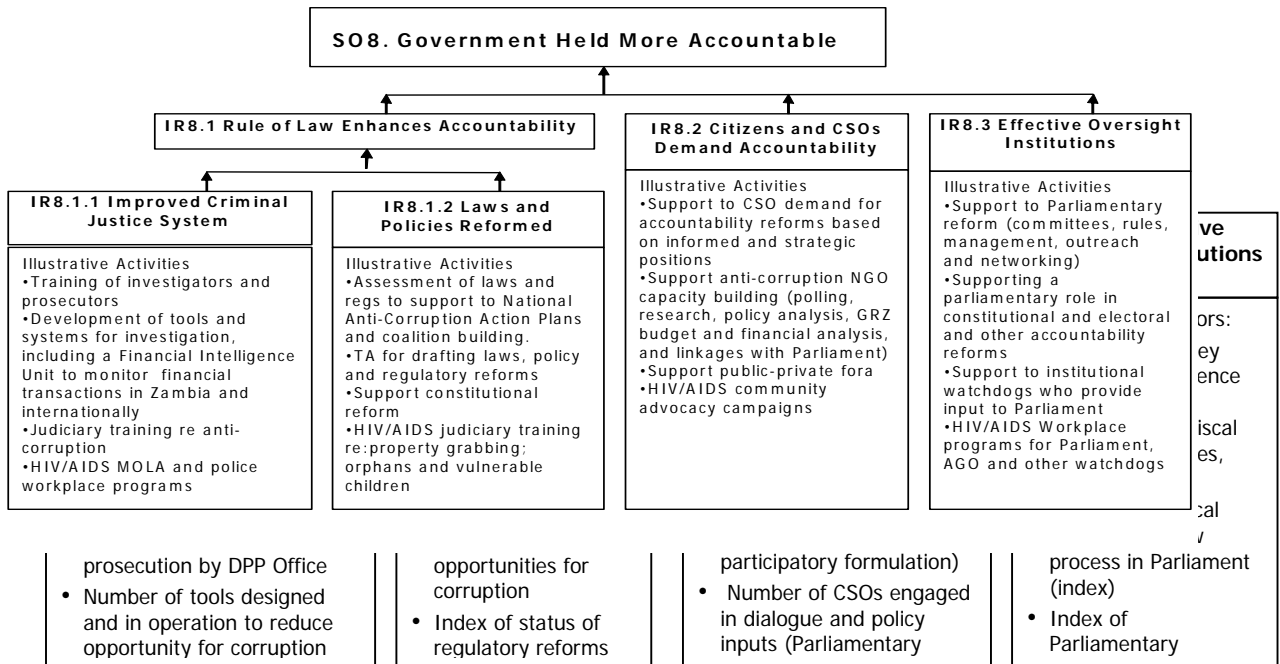 SO8. Government Held More Accountable
IR8.1 Rule of Law Enhances Accountability
IR8.2 Citizens and CSOs
Demand Accountability
IR8.3 Effective Oversight
Institutions
IR8.1.1 Improved Criminal
Justice System
IR8.1.2 Laws and
Policies Reformed
Illustrative Activities
•Training of investigators and
prosecutors
•Development of tools and
systems for investigation,
including a Financial Intelligence
Unit to monitor financial
transactions in Zambia and
internationally
•Judiciary training re anti-
corruption
•HIV/AIDS MOLA and police
workplace programs
Illustrative Activities
•Assessment of laws and
regs to support to National
Anti-Corruption Action Plans
and coalition building.
•TA for drafting laws, policy
and regulatory reforms
•Support constitutional
reform
•HIV/AIDS judiciary training
re:property grabbing;
orphans and vulnerable
children
Illustrative Activities
•Support to CSO demand for
accountability reforms based
on informed and strategic
positions
•Support anti-corruption NGO
capacity building (polling,
research, policy analysis, GRZ
budget and financial analysis,
and linkages with Parliament)
•Support public-private fora
•HIV/AIDS community
advocacy campaigns
Illustrative Activities
•Support to Parliamentary
reform (committees, rules,
management, outreach
and networking)
•Supporting a
parliamentary role in
constitutional and electoral
and other accountability
reforms
•Support to institutional
watchdogs who provide
input to Parliament
•HIV/AIDS Workplace
programs for Parliament,
AGO and other watchdogs
ve
utions
ors:
ey
ence
iscal
es,
cal
prosecution by DPP Office
• Number of tools designed
and in operation to reduce
opportunity for corruption
opportunities for
corruption
• Index of status of
regulatory reforms
participatory formulation)
• Number of CSOs engaged
in dialogue and policy
inputs (Parliamentary
process in Parliament
(index)
• Index of
Parliamentary